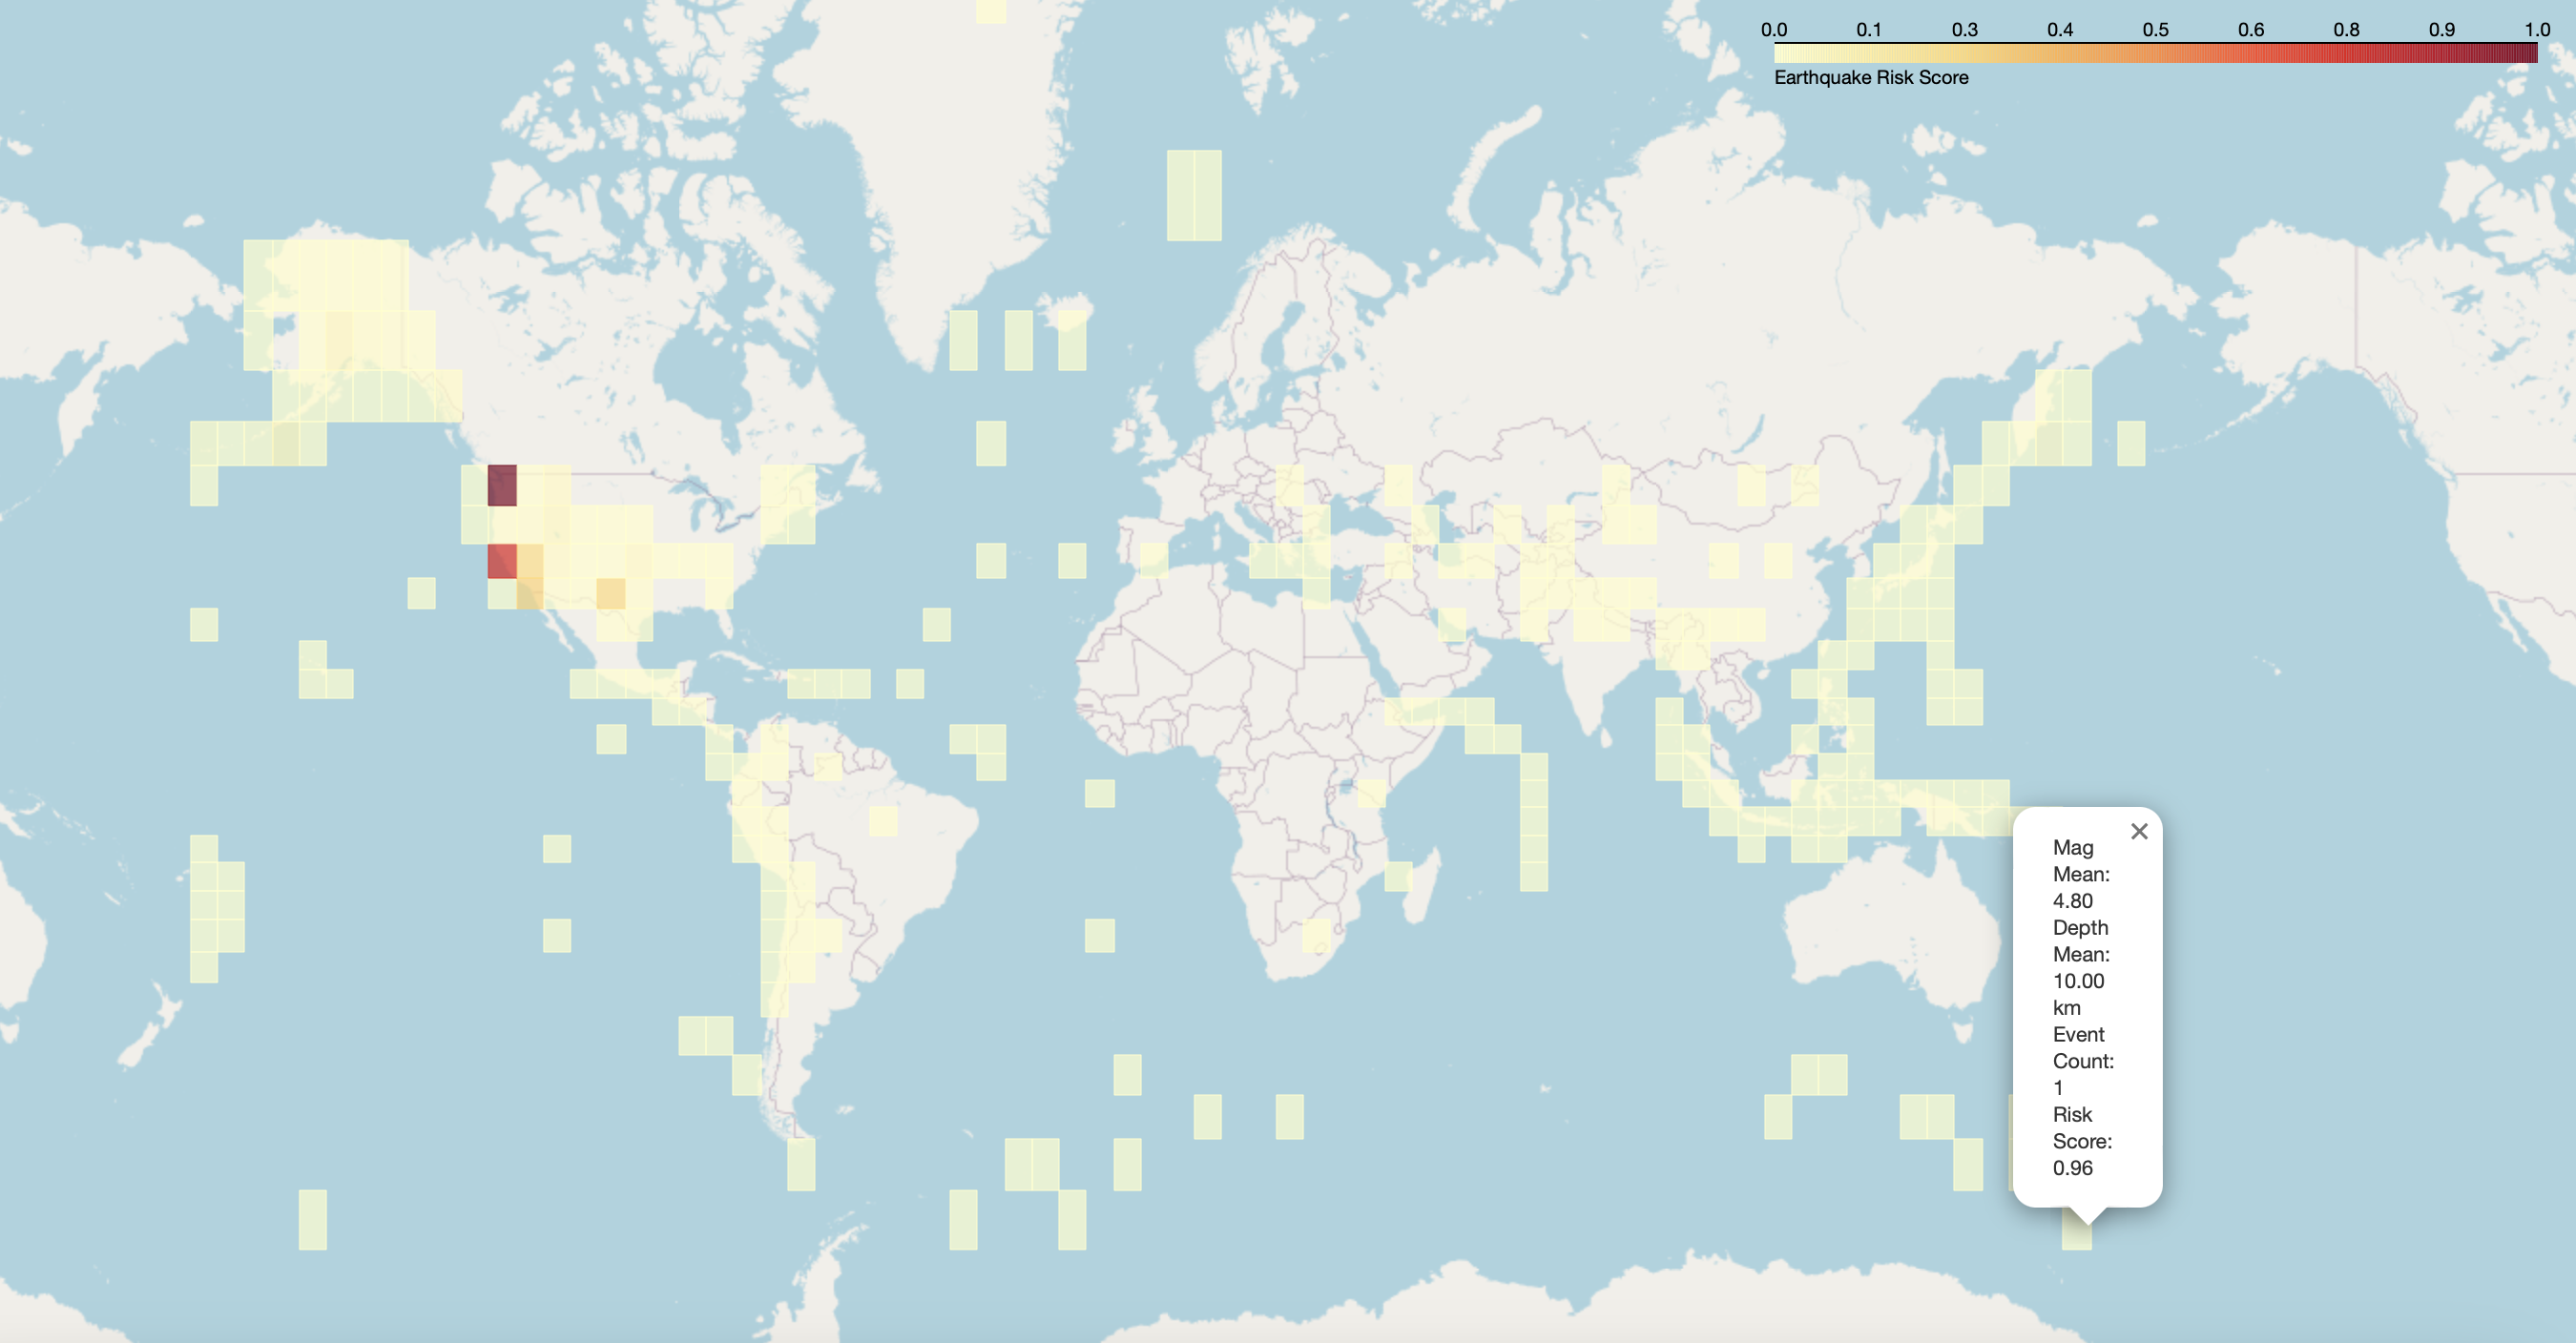 0.0 0.1 0.3 0.4 0.5 0.6 0.8 0.9 1.0
Earthquake Risk Score
×
Mag
Mean:
4.80
Depth
Mean:
10.00
km
Event
Count:
1
Risk
Score:
0.96